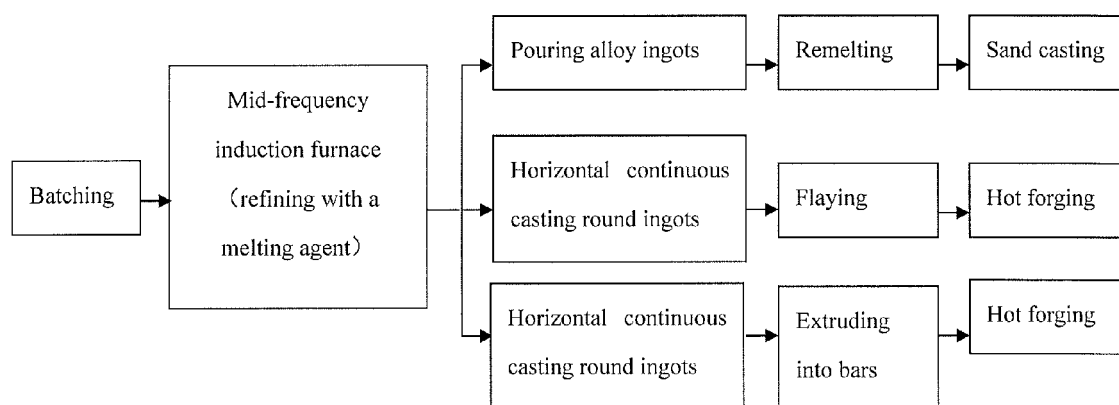 Batching
Mid-frequency
induction furnace
（refining with a
melting agent）
Pouring alloy ingots
Remelting
Sand casting
Horizontal continuous
casting round ingots
Flaying
Hot forging
Horizontal continuous
casting round ingots
Extruding
into bars
Hot forging